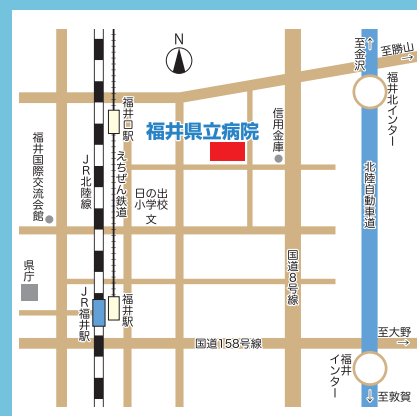 N
至金沢
↑
至勝山
→
福井北インター
福井口駅
福井県立病院
信用金庫
福井国際交流会館
JR北陸線
えちぜん鉄道
日の出
小学校
文
北陸自動車道
県庁
JR福井駅
福井駅
国道8号線
国道158号線
至大野
→
福井
インター
↓至敦賀